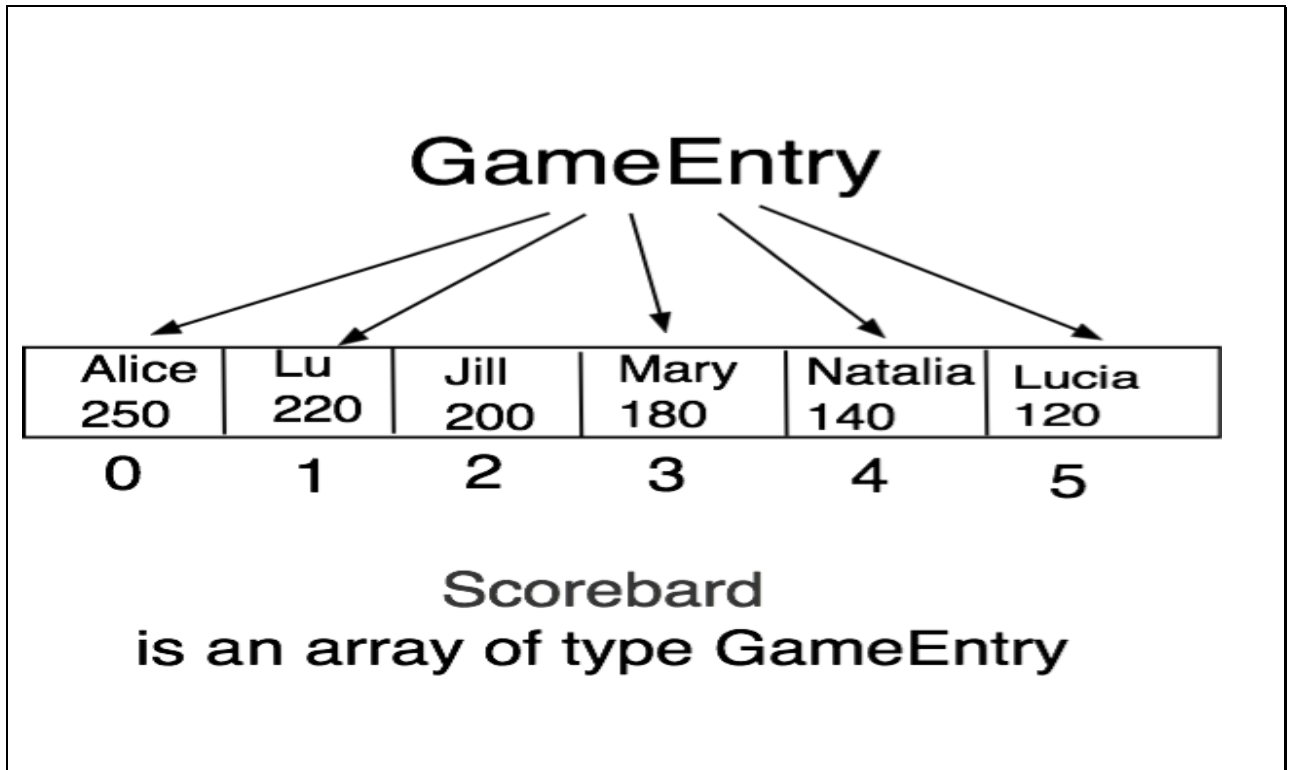 GameEntry
Alice Lu Jill Mary Natalia Lucia
250 220 200 180 140 120
0 1 2 3 4 5
Scorebard
is an array of type GameEntry